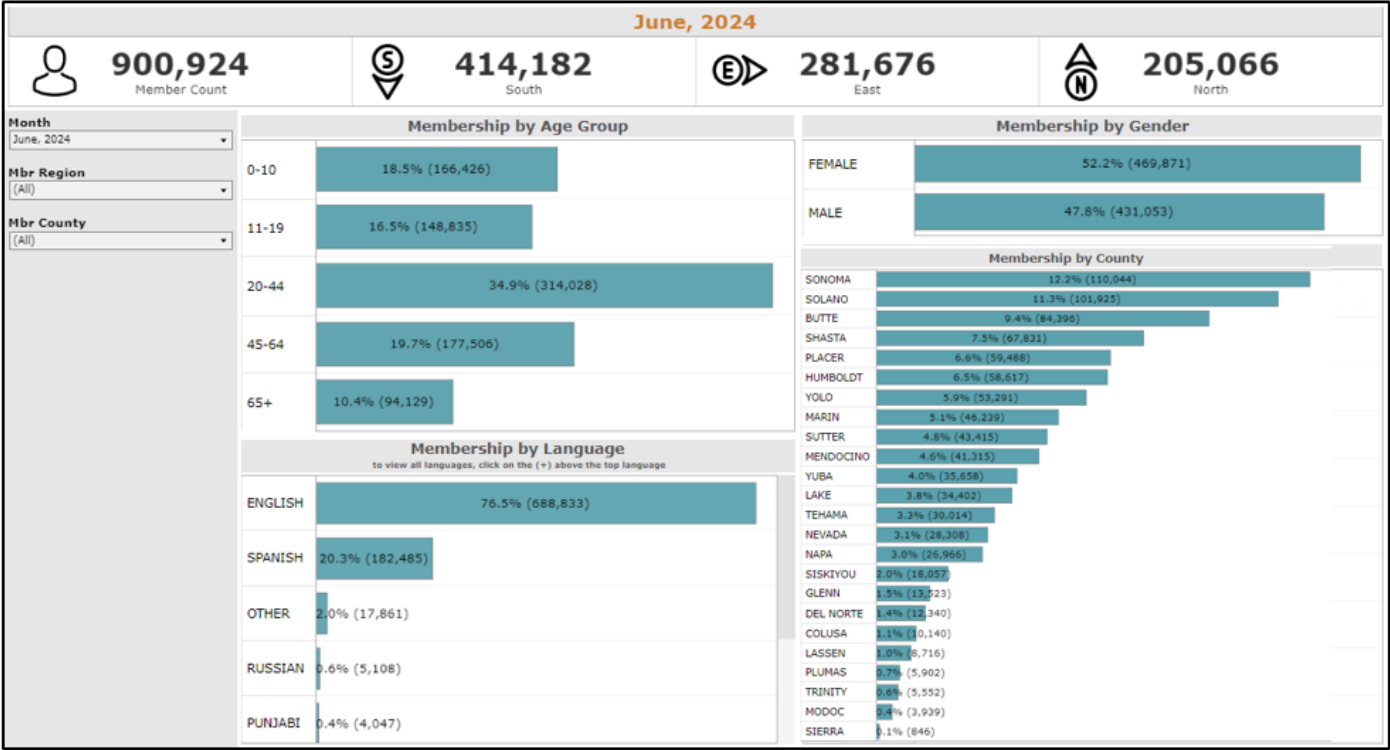 June, 2024
900,924
Member Count
S
414,182
South
E
281,676
East
N
205,066
North
Month
June, 2024
Mbr Region
(All)
Mbr County
(All)
Membership by Age Group
0-10 18.5% (166,426)
11-19 16.5% (148,835)
20-44 34.9% (314,028)
45-64 19.7% (177,506)
65+ 10.4% (94,129)
Membership by Language
to view all languages, click on the (+) above the top language
ENGLISH 76.5% (688,833)
SPANISH 20.3% (182,485)
OTHER 2.0% (17,861)
RUSSIAN 0.6% (5,108)
PUNJABI 0.4% (4,047)
Membership by Gender
FEMALE 52.2% (469,871)
MALE 47.8% (431,053)
Membership by County
SONOMA 12.2% (110,044)
SOLANO 11.3% (101,925)
BUTTE 9.4% (84,396)
SHASTA 7.5% (67,831)
PLACER 6.6% (59,488)
HUMBOLDT 6.5% (58,617)
YOLO 5.9% (53,291)
MARIN 5.1% (46,239)
SUTTER 4.8% (43,415)
MENDOCINO 4.6% (41,315)
YUBA 4.0% (35,658)
LAKE 3.8% (34,402)
TEHAMA 3.3% (30,014)
NEVADA 3.1% (28,308)
NAPA 3.0% (26,966)
SISKIYOU 2.0% (18,057)
GLENN 1.5% (13,523)
DEL NORTE 1.4% (12,340)
COLUSA 1.1% (10,140)
LASSEN 1.0% (8,716)
PLUMAS 0.7% (5,902)
TRINITY 0.6% (5,552)
MODOC 0.4% (3,939)
SIERRA 0.1% (846)